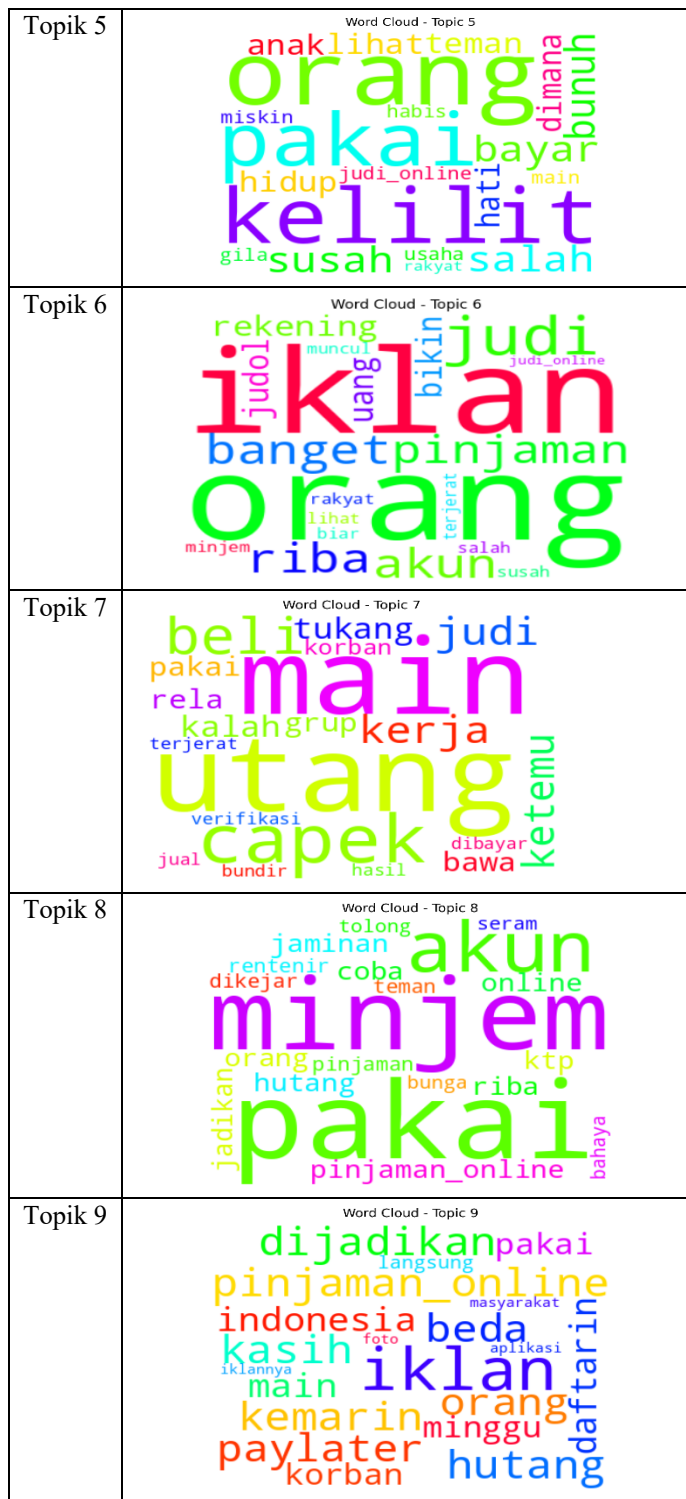 Topik 5
Word Cloud - Topic 5
anak lihat teman
orang
dimana
bunuh
miskin
habis
pakai
bayar
judi_online
main
hidup
hati
kelilit
gila
susah
usaha
rakyat
salah
Topik 6
Word Cloud - Topic 6
rekening
muncul
judol
uang
bikin
judi
judi_online
iklan
banget pinjaman
orang
rakyat
lihat
biar
terjerat
minjem
riba
akun
salah
susah
Topik 7
Word Cloud - Topic 7
beli
tukang
korban
judi
pakai
main
rela
kalah grup
kerja
terjerat
utang
ketemu
verifikasi
capek
dibayar
jual
bundir
hasil
bawa
Topik 8
Word Cloud - Topic 8
tolong
seram
jaminan
akun
rentenir
coba
dikejar
teman
online
minjem
orang
pinjaman
ktp
hutang
bunga
riba
jadikan
pakai
bahaya
pinjaman_online
Topik 9
Word Cloud - Topic 9
dijadikan pakai
langsung
pinjaman_online
masyarakat
indonesia
beda
daftarin
foto
kasih
aplikasi
iklannya
iklan
main
orang
kemarin
minggu
paylater
hutang
korban